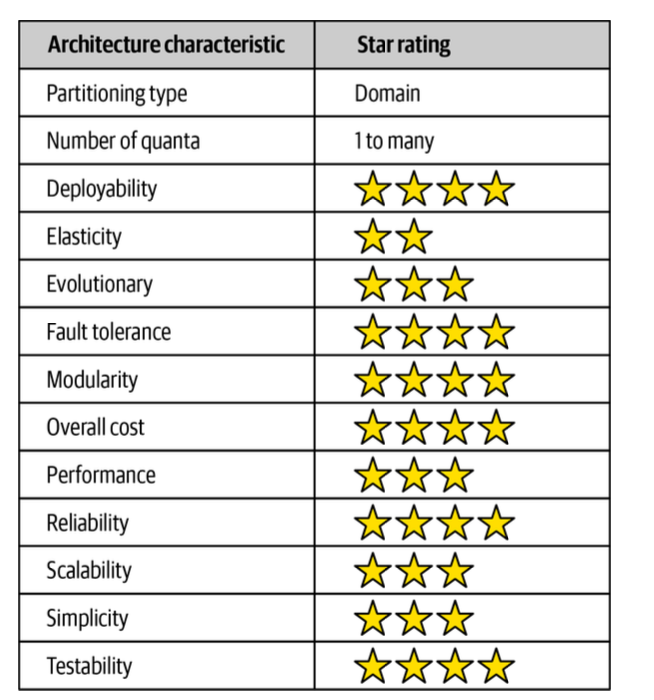 Architecture characteristic Star rating
Partitioning type Domain
Number of quanta 1 to many
Deployability
Elasticity
Evolutionary
Fault tolerance
Modularity
Overall cost
Performance
Reliability
Scalability
Simplicity
Testability